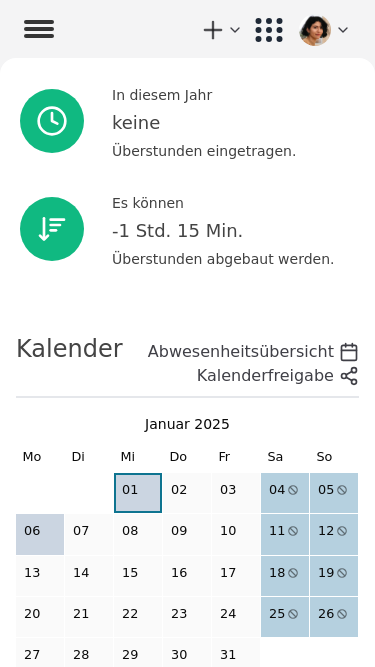 In diesem Jahr
keine
Überstunden eingetragen.
Es können
-1 Std. 15 Min.
Überstunden abgebaut werden.
Kalender
Abwesenheitsübersicht
Kalenderfreigabe
Januar 2025
Mo Di Mi Do Fr Sa So
01 02 03 04 05
06 07 08 09 10 11 12
13 14 15 16 17 18 19
20 21 22 23 24 25 26
27 28 29 30 31